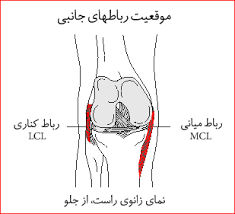 موقعیت رباطهای جانبی
رباط میانی
MCL
رباط کناری
LCL
نمای زانوی راست، از جلو